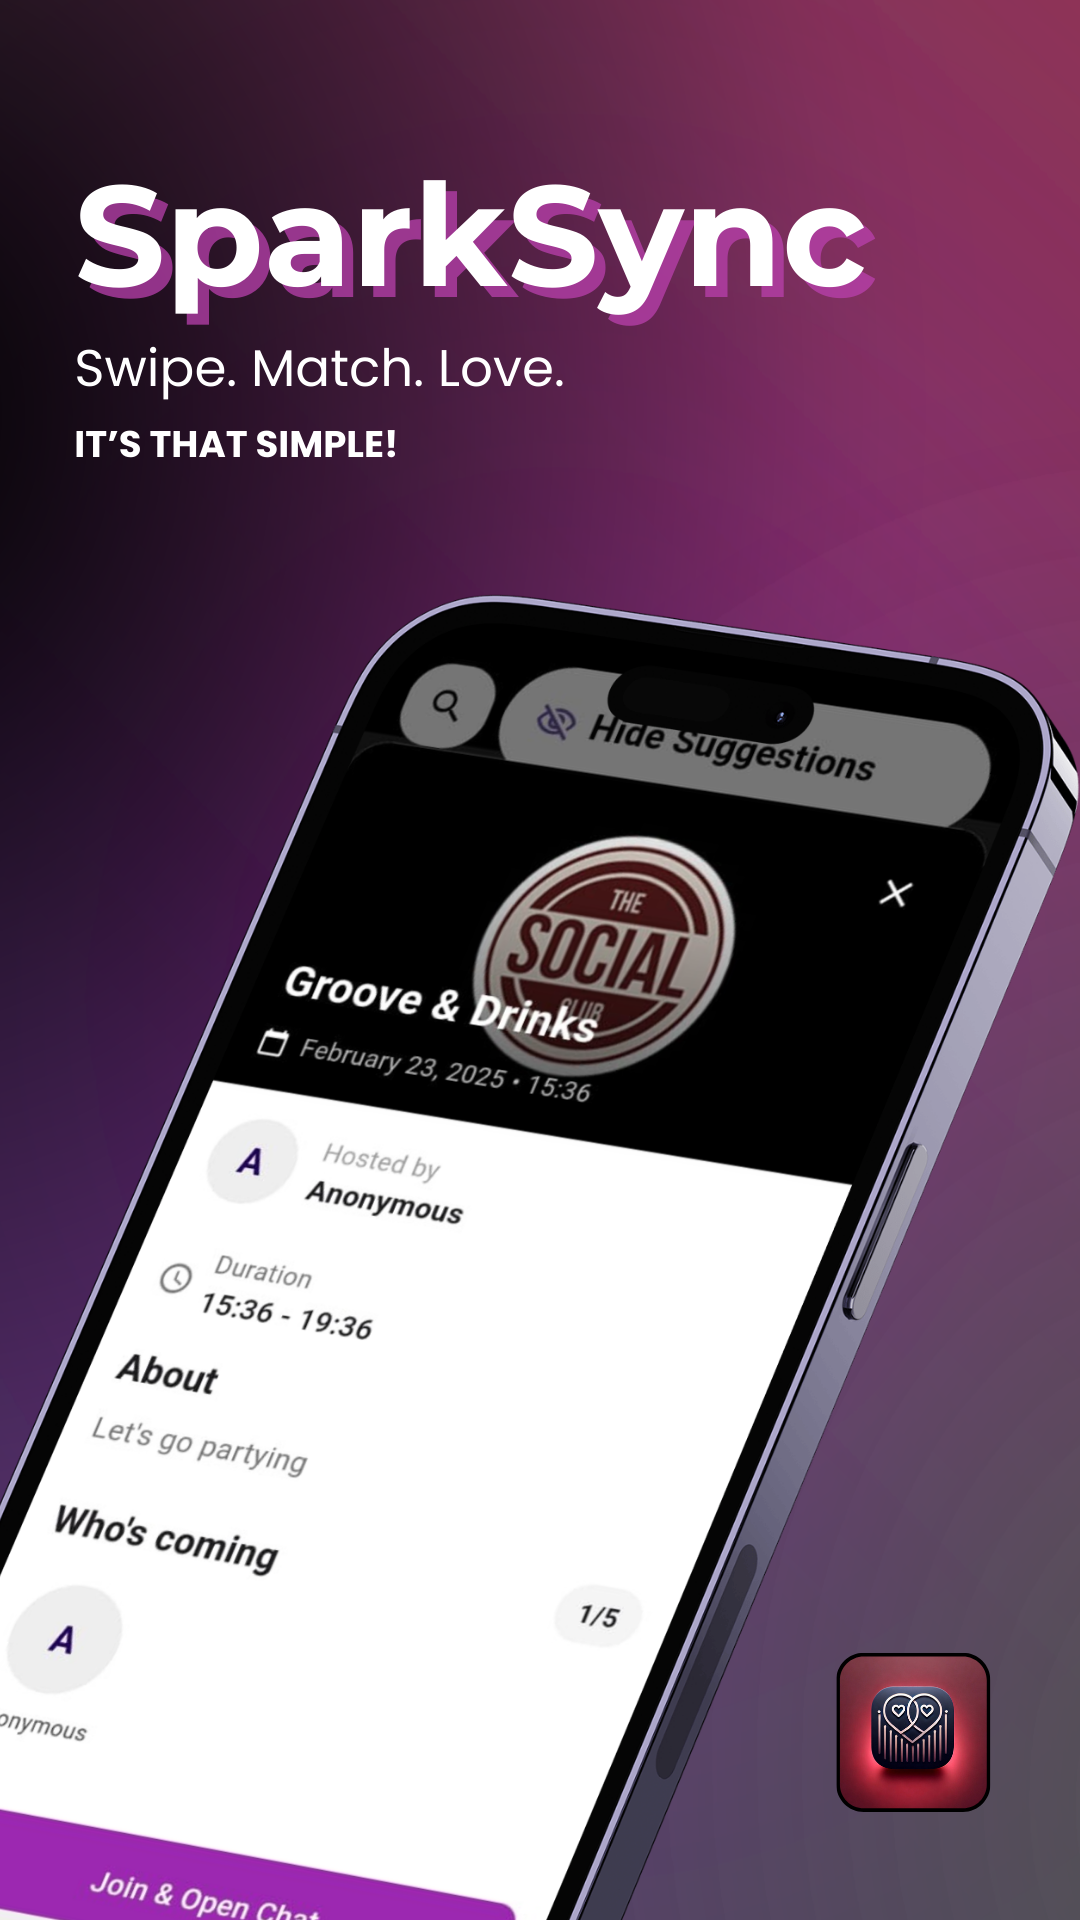 SparkSync
Swipe. Match. Love.
IT’S THAT SIMPLE!
Hide Suggestions
THE
SOCIAL
CLUB
Groove & Drinks
February 23, 2025 • 15:36
A
Hosted by
Anonymous
Duration
15:36 - 19:36
About
Let's go partying
Who's coming
1/5
A
onymous
Join & Open Chat